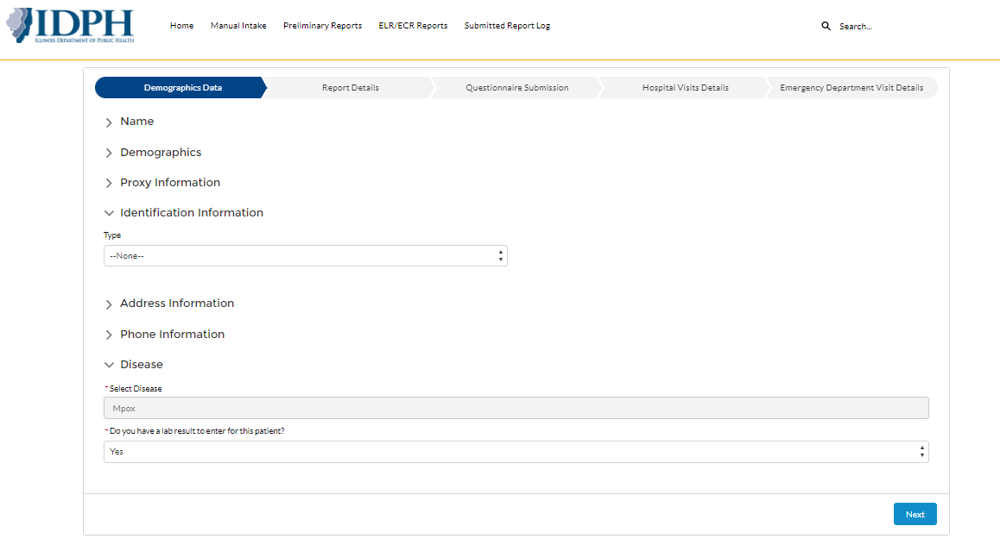 IDPH
ILLINOIS DEPARTMENT OF PUBLIC HEALTH
Home Manual Intake Preliminary Reports ELR/ECR Reports Submitted Report Log Search...
Demographics Data Report Details Questionnaire Submission Hospital Visits Details Emergency Department Visit Details
Name
Demographics
Proxy Information
Identification Information
Type
--None--
Address Information
Phone Information
Disease
* Select Disease
Mpox
* Do you have a lab result to enter for this patient?
Yes
Next